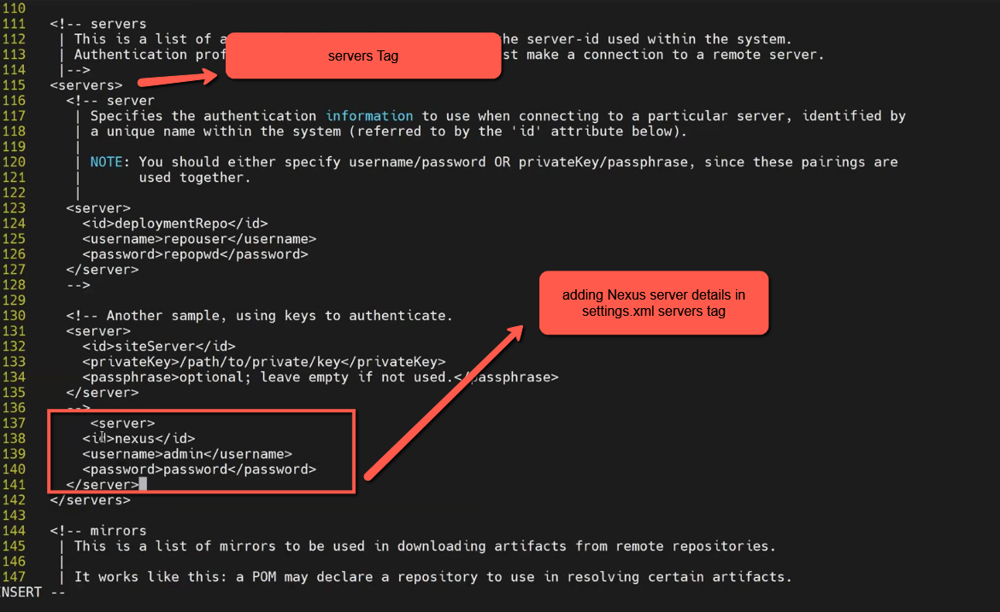 110
111 <!-- servers
112 | This is a list of a he server-id used within the system.
113 | Authentication prof st make a connection to a remote server.
114 |-->
servers Tag
115 <servers>
116 <!-- server
117 | Specifies the authentication information to use when connecting to a particular server, identified by
118 | a unique name within the system (referred to by the 'id' attribute below).
119 |
120 | NOTE: You should either specify username/password OR privateKey/passphrase, since these pairings are
121 | used together.
122 |
123 <server>
124 <id>deploymentRepo</id>
125 <username>repouser</username>
126 <password>repopwd</password>
127 </server>
128 -->
129
adding Nexus server details in
settings.xml servers tag
130 <!-- Another sample, using keys to authenticate.
131 <server>
132 <id>siteServer</id>
133 <privateKey>/path/to/private/key</privateKey>
134 <passphrase>optional; leave empty if not used.</passphrase>
135 </server>
136 -->
137 <server>
138 <id>nexus</id>
139 <username>admin</username>
140 <password>password</password>
141 </server>
142 </servers>
143
144 <!-- mirrors
145 | This is a list of mirrors to be used in downloading artifacts from remote repositories.
146 |
147 | It works like this: a POM may declare a repository to use in resolving certain artifacts.
NSERT --